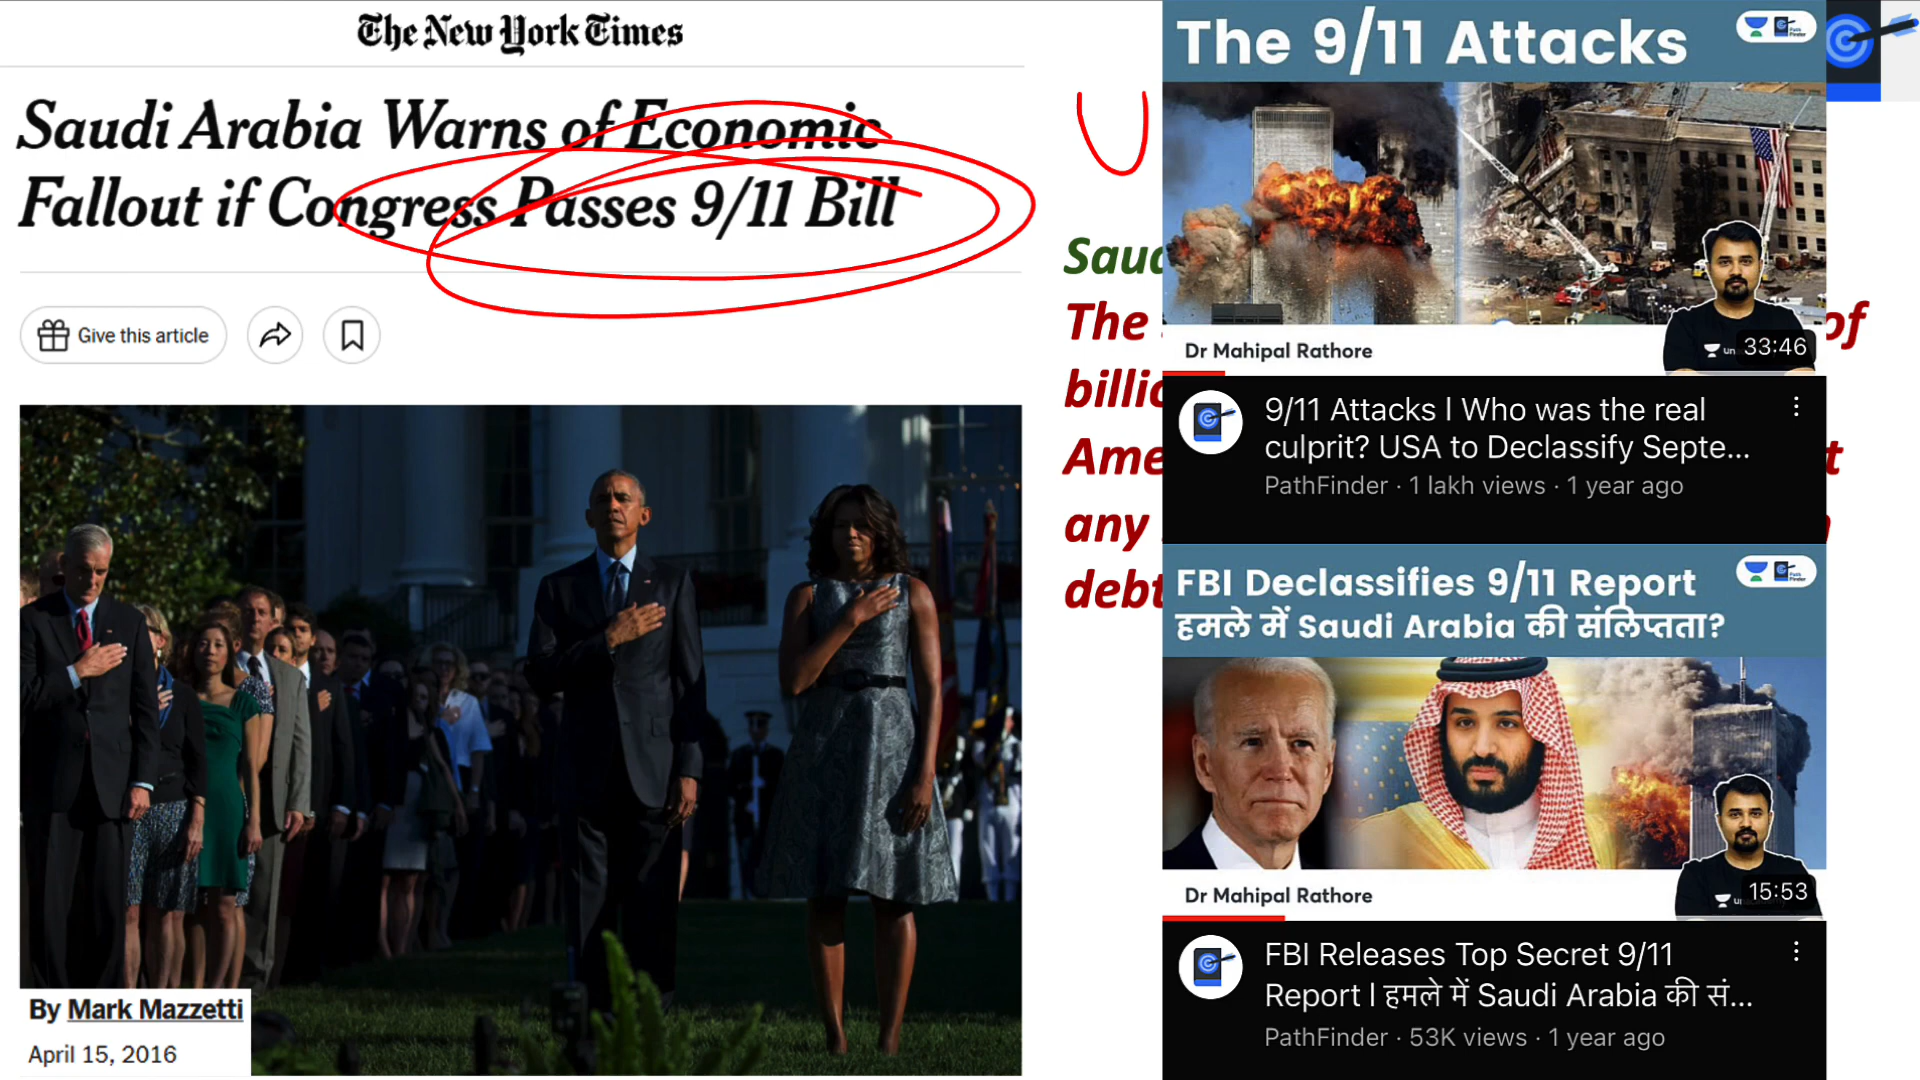 The New York Times
Saudi Arabia Warns of Economic
Fallout if Congress Passes 9/11 Bill
Give this article
By Mark Mazzetti
April 15, 2016
U
The of
any
The 9/11 Attacks
Dr Mahipal Rathore
33:46
9/11 Attacks l Who was the real
culprit? USA to Declassify Septe...
PathFinder · 1 lakh views · 1 year ago
FBI Declassifies 9/11 Report
हमले में Saudi Arabia की संलिप्तता?
Dr Mahipal Rathore
15:53
FBI Releases Top Secret 9/11
Report l हमले में Saudi Arabia की सं...
PathFinder · 53K views · 1 year ago